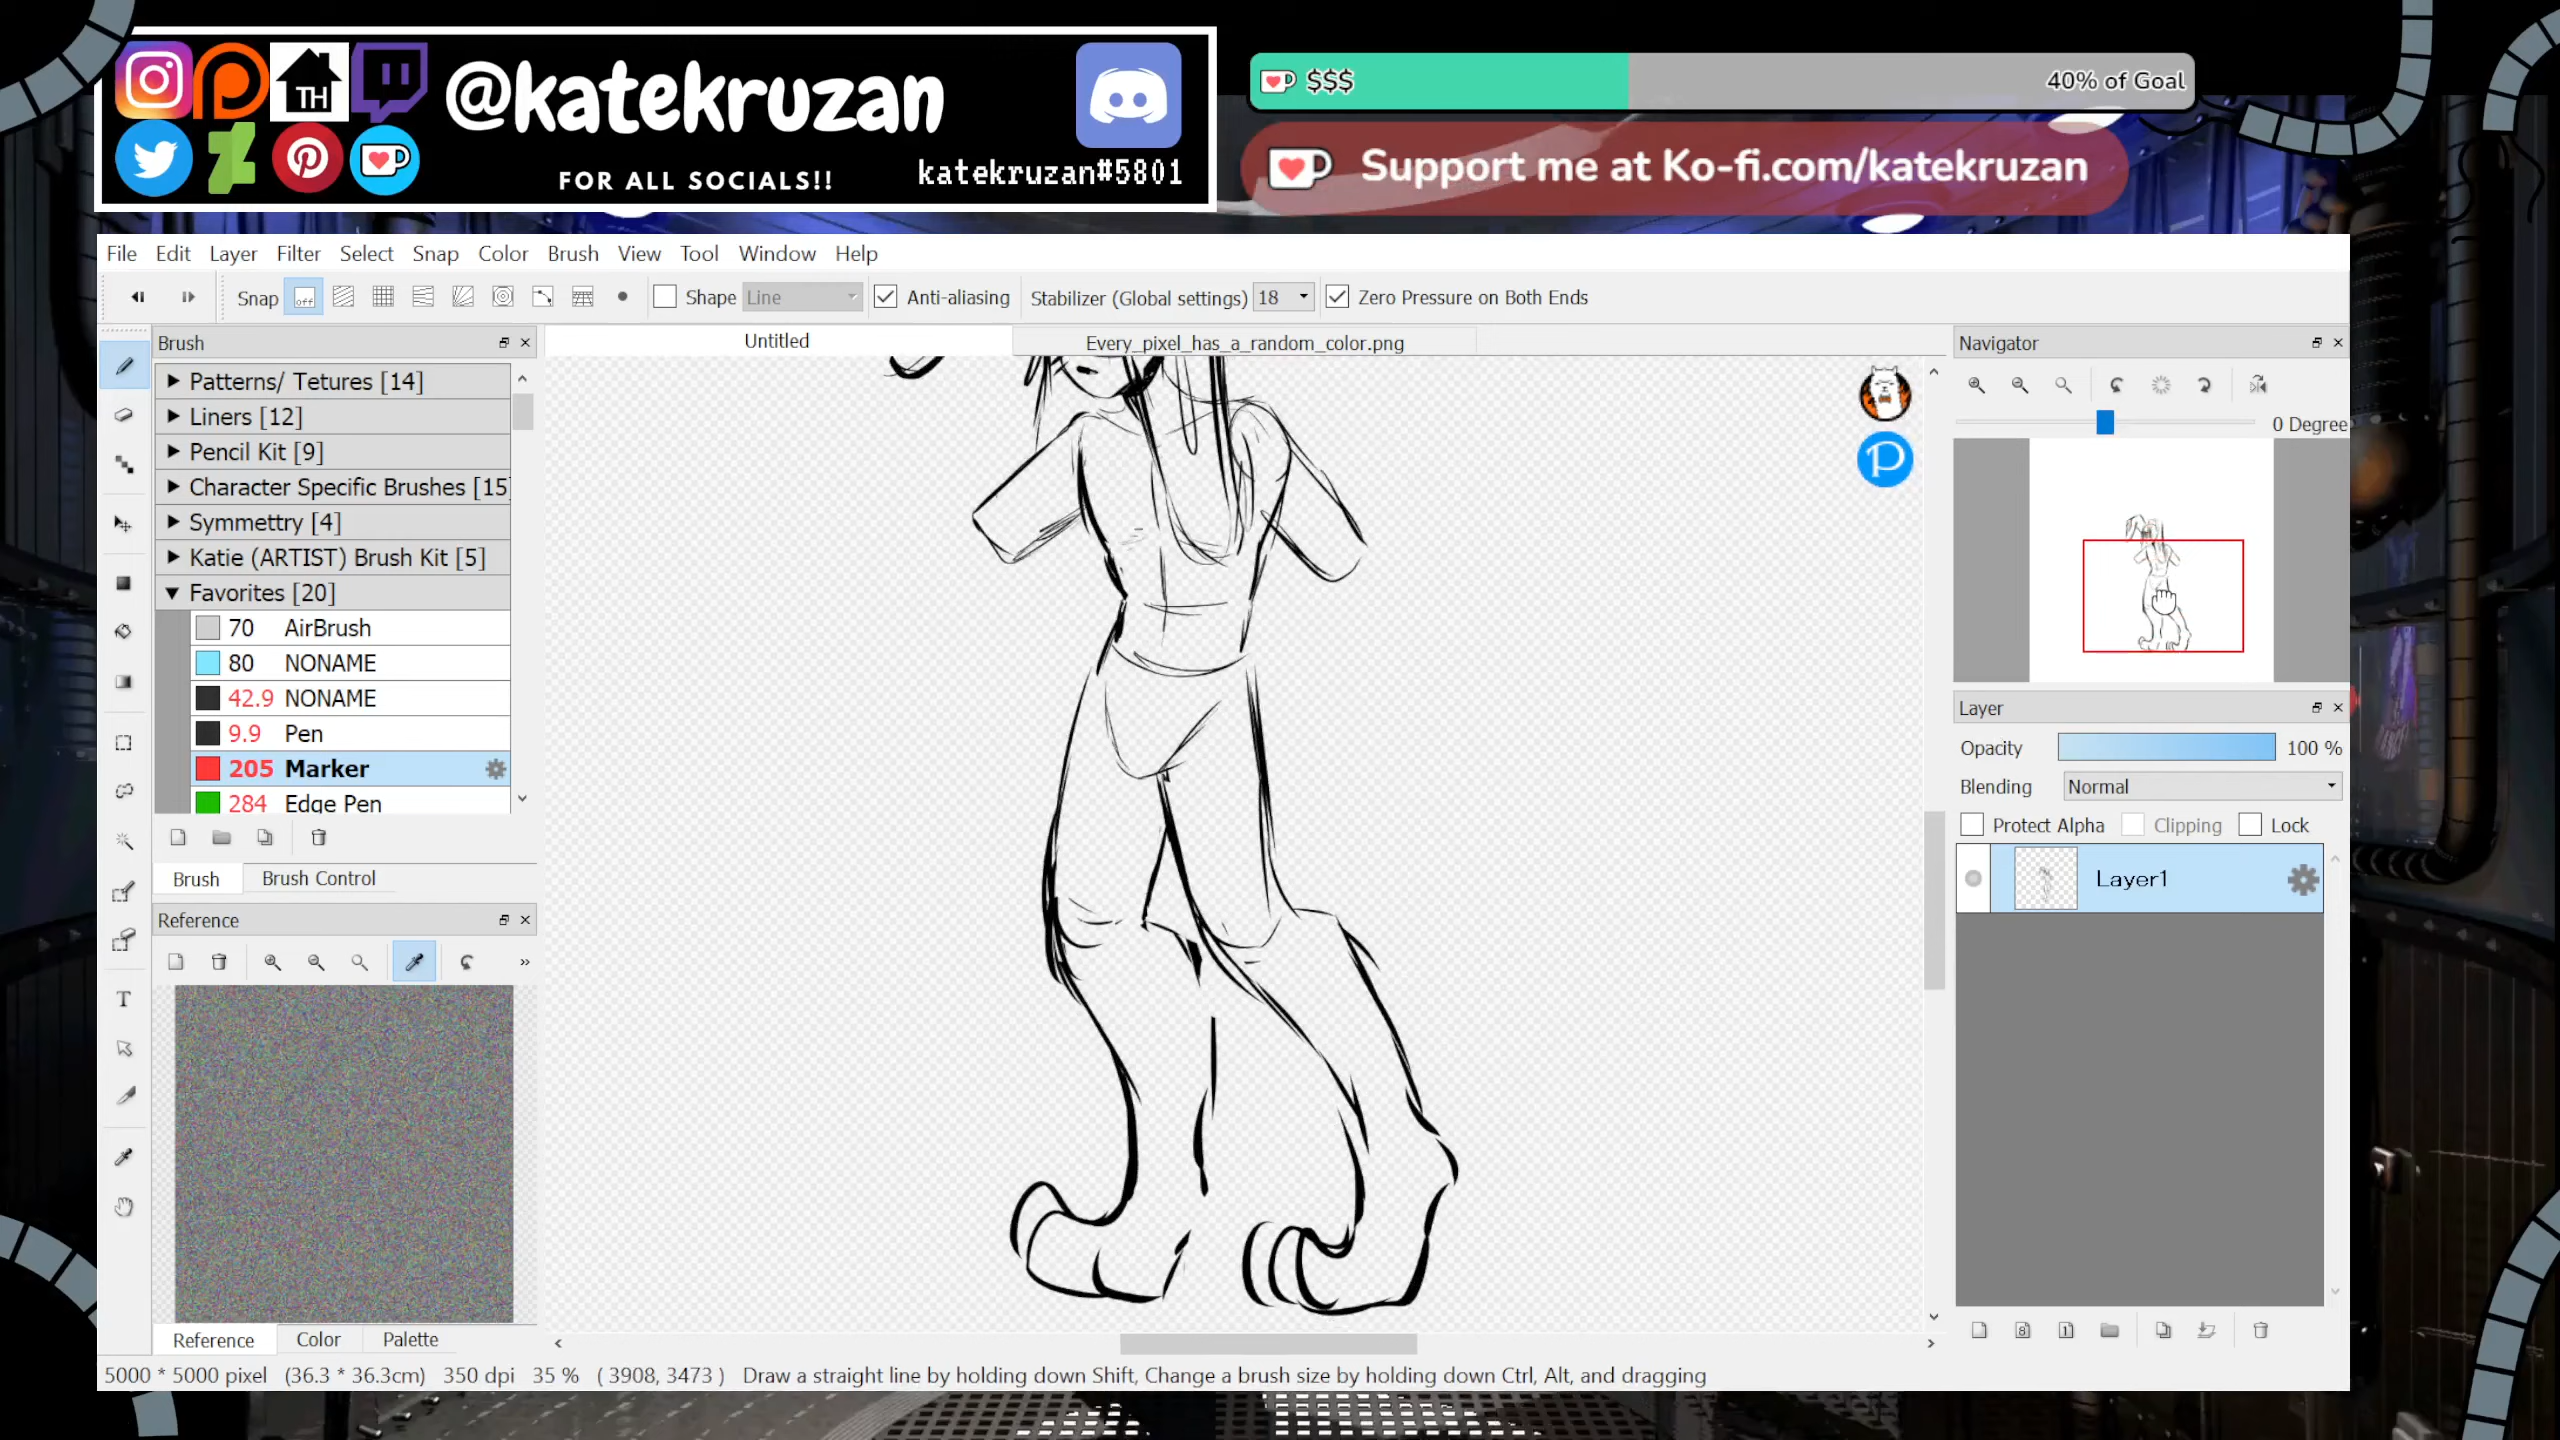 TH
@katekruzan
FOR ALL SOCIALS!!
katekruzan#5801
$$$
40% of Goal
Support me at Ko-fi.com/katekruzan
File Edit Layer Filter Select Snap Color Brush View Tool Window Help
Snap off Shape Line Anti-aliasing Stabilizer (Global settings) 18 Zero Pressure on Both Ends
Brush
Patterns/ Tetures [14]
Liners [12]
Pencil Kit [9]
Character Specific Brushes [15]
Symmettry [4]
Katie (ARTIST) Brush Kit [5]
Favorites [20]
70 AirBrush
80 NONAME
42.9 NONAME
9.9 Pen
205 Marker
284 Edge Pen
Brush Brush Control
Reference
Reference Color Palette
Untitled
Every_pixel_has_a_random_color.png
P
Navigator
0 Degree
Layer
Opacity 100 %
Blending Normal
Protect Alpha Clipping Lock
Layer1
8 1
T
5000 * 5000 pixel (36.3 * 36.3cm) 350 dpi 35 % ( 3908, 3473 ) Draw a straight line by holding down Shift, Change a brush size by holding down Ctrl, Alt, and dragging